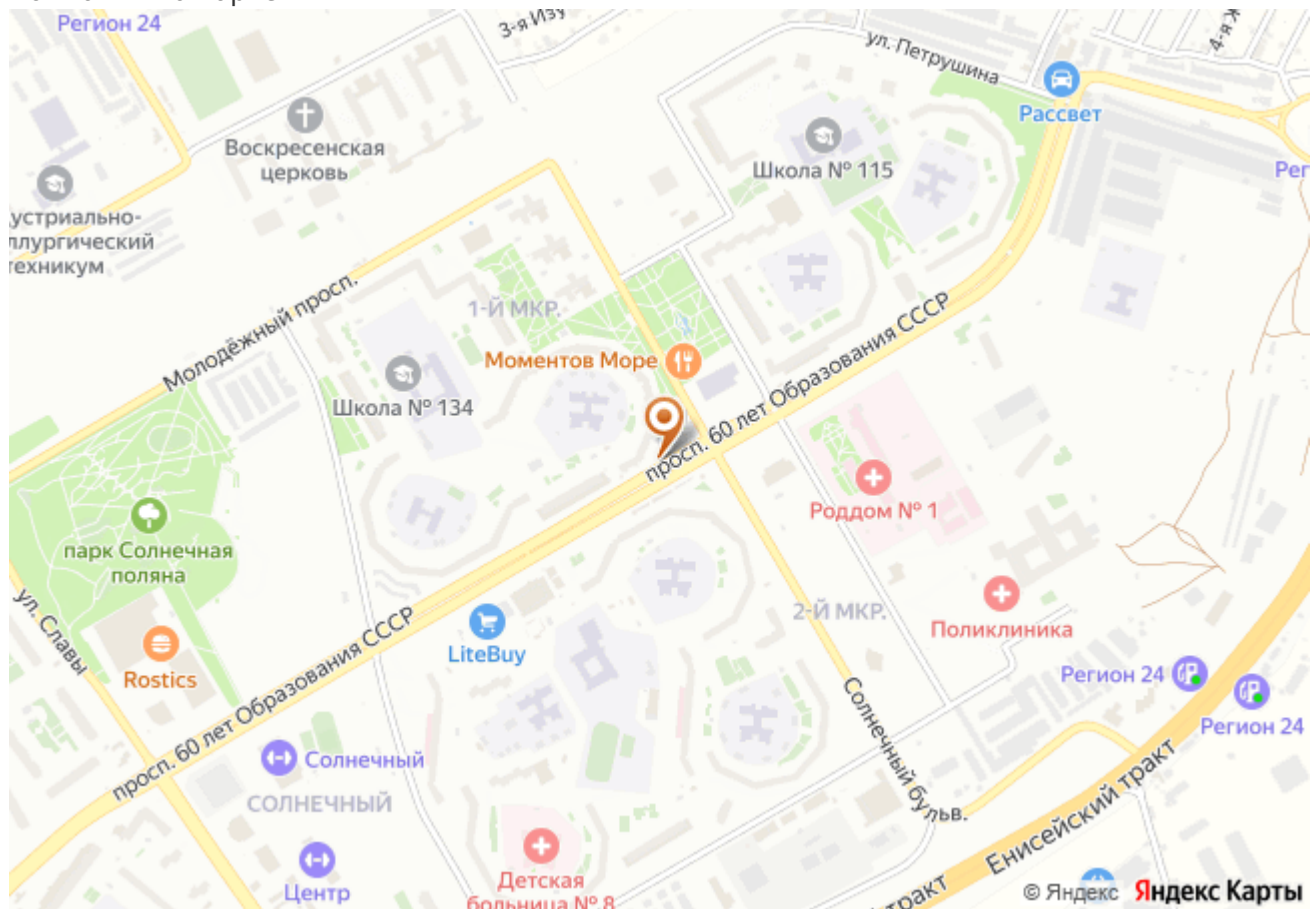 Регион 24
3-я Изу
ул. Петрушина
4-я Ж
Рассвет
Воскресенская
церковь
Школа № 115
Рег
устриально-
ллургический
техникум
Молодёжный просп.
1-Й МКР.
Моментов Море
Школа № 134
просп. 60 лет Образования СССР
Роддом № 1
парк Солнечная
поляна
ул. Славы
Rostics
LiteBuy
2-Й МКР.
Поликлиника
Регион 24
Регион 24
просп. 60 лет Образования СССР
Солнечный
СОЛНЕЧНЫЙ
Солнечный бульв.
Енисейский тракт
Центр
Детская
больница № 8
тракт
© Яндекс Яндекс Карты